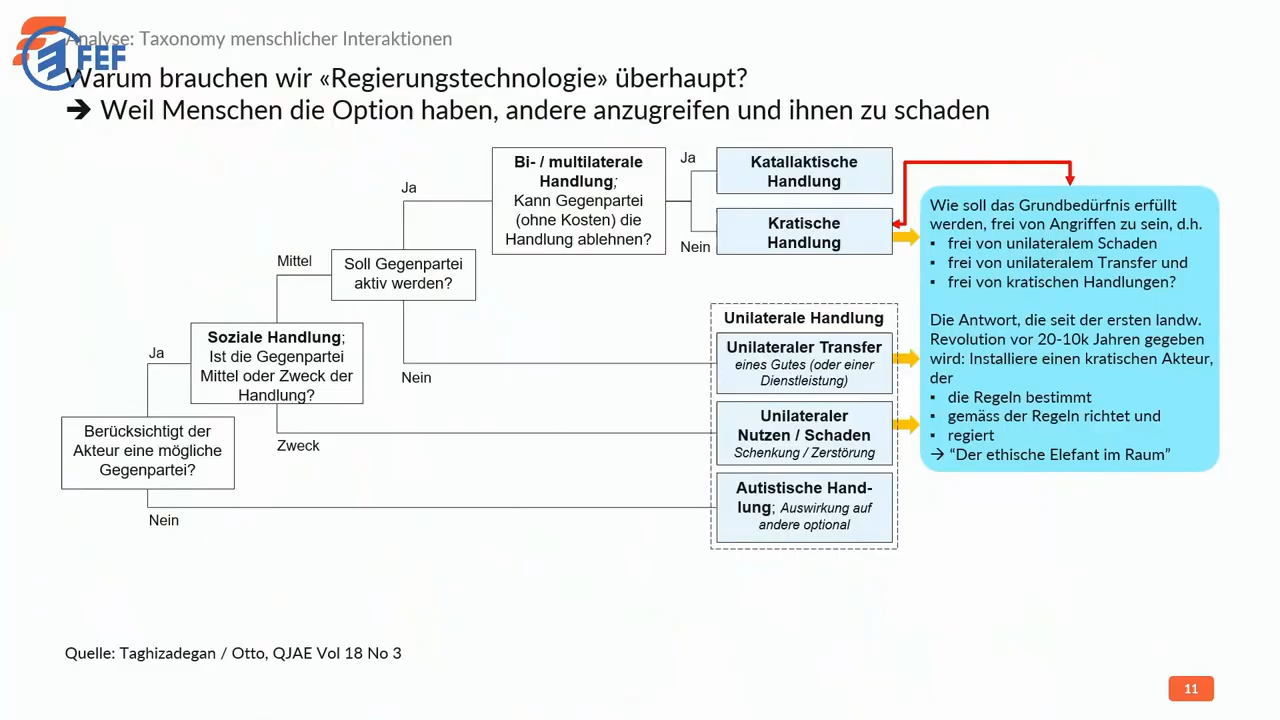 Analyse: Taxonomy menschlicher Interaktionen
FEF
Warum brauchen wir «Regierungstechnologie» überhaupt?
➔ Weil Menschen die Option haben, andere anzugreifen und ihnen zu schaden
Bi- / multilaterale
Handlung;
Kann Gegenpartei
(ohne Kosten) die
Handlung ablehnen?
Ja
Katallaktische
Handlung
Nein
Kratische
Handlung
Ja
Soll Gegenpartei
aktiv werden?
Nein
Mittel
Soziale Handlung;
Ist die Gegenpartei
Mittel oder Zweck der
Handlung?
Zweck
Ja
Berücksichtigt der
Akteur eine mögliche
Gegenpartei?
Nein
Unilaterale Handlung
Unilateraler Transfer
eines Gutes (oder einer
Dienstleistung)
Unilateraler
Nutzen / Schaden
Schenkung / Zerstörung
Autistische Hand-
lung; Auswirkung auf
andere optional
Wie soll das Grundbedürfnis erfüllt
werden, frei von Angriffen zu sein, d.h.
▪ frei von unilateralem Schaden
▪ frei von unilateralem Transfer und
▪ frei von kratischen Handlungen?
Die Antwort, die seit der ersten landw.
Revolution vor 20-10k Jahren gegeben
wird: Installiere einen kratischen Akteur,
der
▪ die Regeln bestimmt
▪ gemäss der Regeln richtet und
▪ regiert
→ “Der ethische Elefant im Raum”
Quelle: Taghizadegan / Otto, QJAE Vol 18 No 3
11